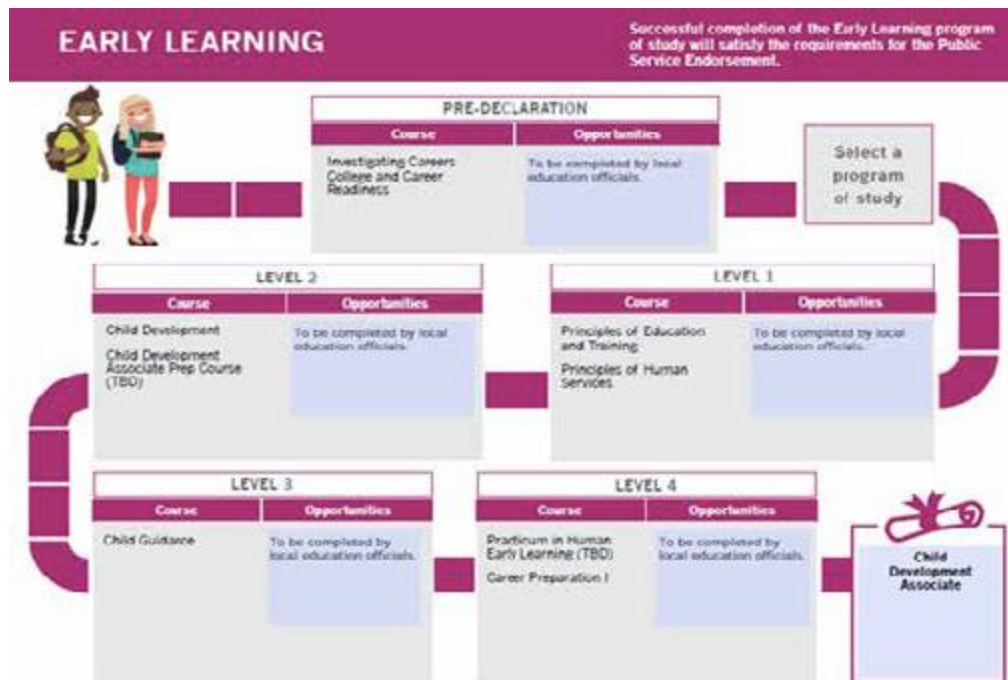 EARLY LEARNING
Successful completion of the Early Learning program
of study will satisfy the requirements for the Public
Service Endorsement.
PRE-DECLARATION
Course
Opportunities
Investigating Careers
College and Career
Readiness
To be completed by local
education officials.
Select a
program
of study
LEVEL 1
Course
Opportunities
Principles of Education
and Training
Principles of Human
Services
To be completed by local
education officials.
LEVEL 2
Course
Opportunities
Child Development
Child Development
Associate Prep Course
(TBD)
To be completed by local
education officials.
LEVEL 3
Course
Opportunities
Child Guidance
To be completed by
local education officials.
LEVEL 4
Course
Opportunities
Practicum in Human
Early Learning (TBD)
Career Preparation I
To be completed by
local education officials.
Child
Development
Associate